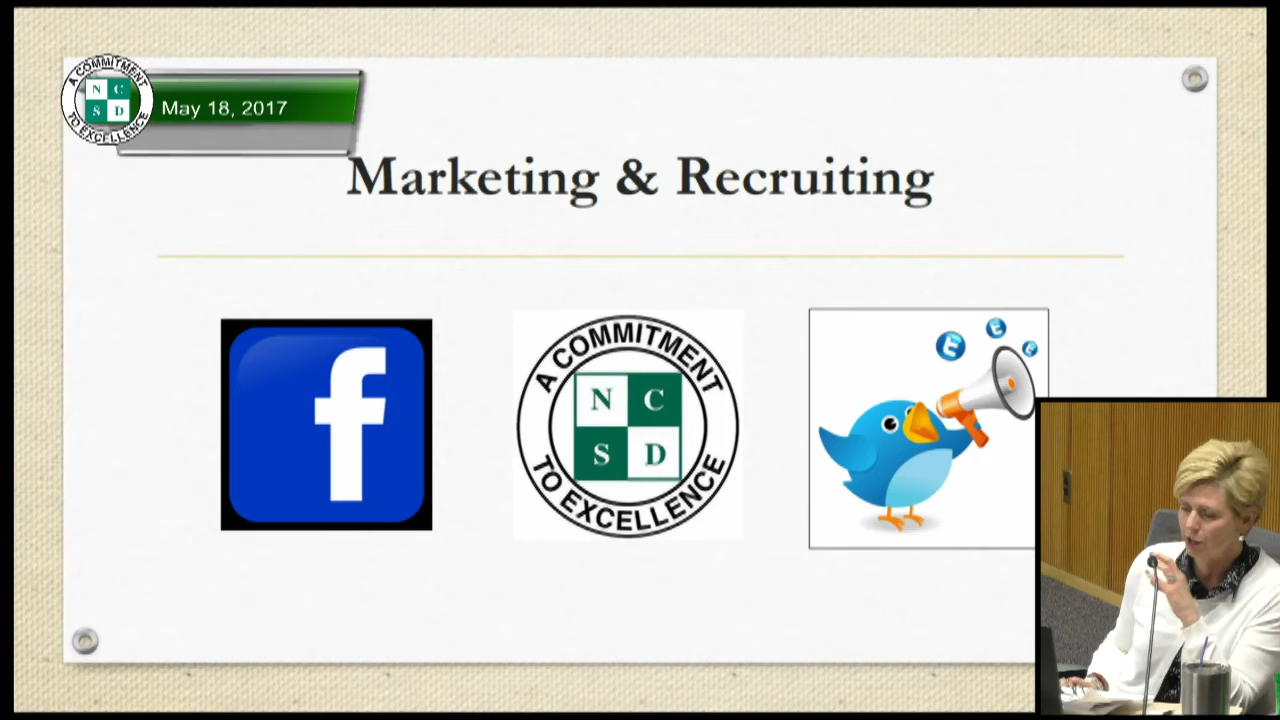 A COMMITMENT
N C
S D
TO EXCELLENCE
May 18, 2017
Marketing & Recruiting
f
A COMMITMENT
N C
S D
TO EXCELLENCE
t
t
t